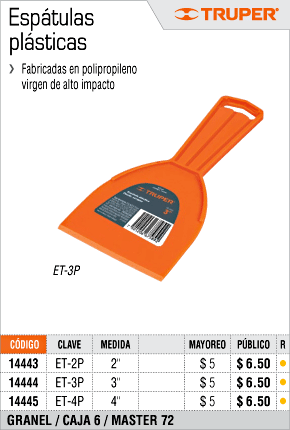 Espátulas
plásticas
TRUPER®
❯ Fabricadas en polipropileno
virgen de alto impacto
TRUPER
3"
ET-3P
CÓDIGO CLAVE MEDIDA MAYOREO PÚBLICO R
14443 ET-2P 2" $ 5 $ 6.50
14444 ET-3P 3" $ 5 $ 6.50
14445 ET-4P 4" $ 5 $ 6.50
GRANEL / CAJA 6 / MASTER 72